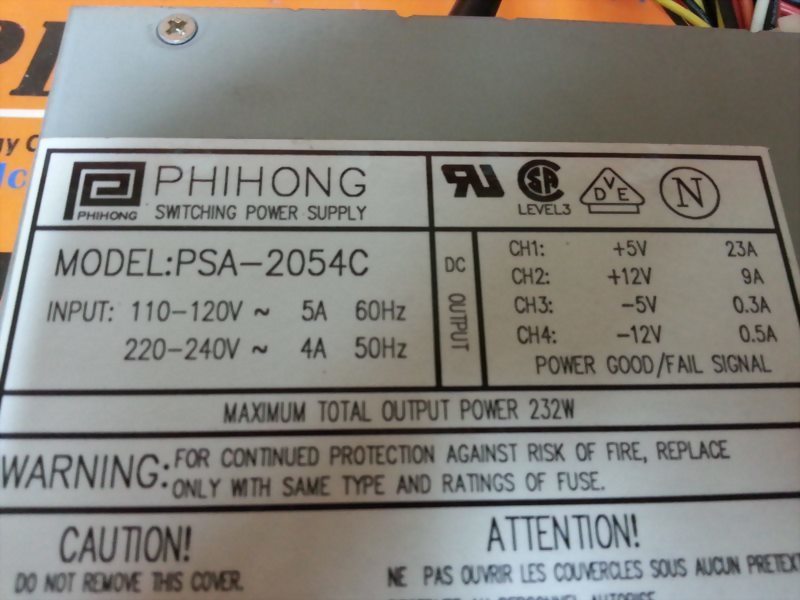 PHIHONG
PHIHONG
SWITCHING POWER SUPPLY
LEVEL3
DVE
N
MODEL:PSA-2054C
INPUT: 110-120V ~ 5A 60Hz
220-240V ~ 4A 50Hz
DC OUTPUT
CH1: +5V 23A
CH2: +12V 9A
CH3: -5V 0.3A
CH4: -12V 0.5A
POWER GOOD/FAIL SIGNAL
MAXIMUM TOTAL OUTPUT POWER 232W
WARNING: FOR CONTINUED PROTECTION AGAINST RISK OF FIRE, REPLACE
ONLY WITH SAME TYPE AND RATINGS OF FUSE.
CAUTION!
DO NOT REMOVE THIS COVER.
ATTENTION!
NE PAS OUVRIR LES COUVERCLES SOUS AUCUN PRETEXT